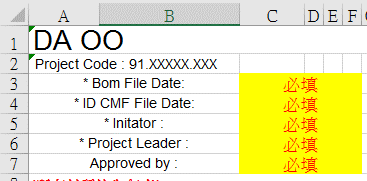 A B C D E F
1 DA OO
2 Project Code : 91.XXXXX.XXX
3 * Bom File Date: 必填
4 * ID CMF File Date: 必填
5 * Initator : 必填
6 * Project Leader : 必填
7 Approved by : 必填